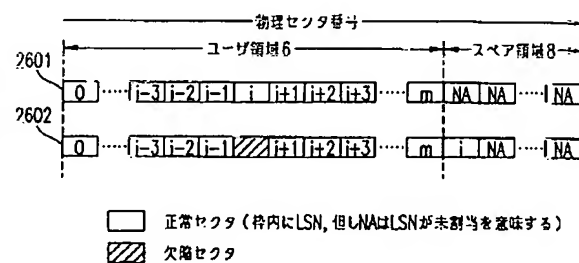 物理セクタ番号
ユーザ領域6 スペア領域8
2601
0 ‥‥‥ i-3 i-2 i-1 i i+1 i+2 i+3 ‥‥‥ m NA NA ‥‥‥ NA
2602
0 ‥‥‥ i-3 i-2 i-1 i+1 i+2 i+3 ‥‥‥ m i NA ‥‥‥ NA
正常セクタ(枠内にLSN, 但しNAはLSNが未割当を意味する)
欠陥セクタ